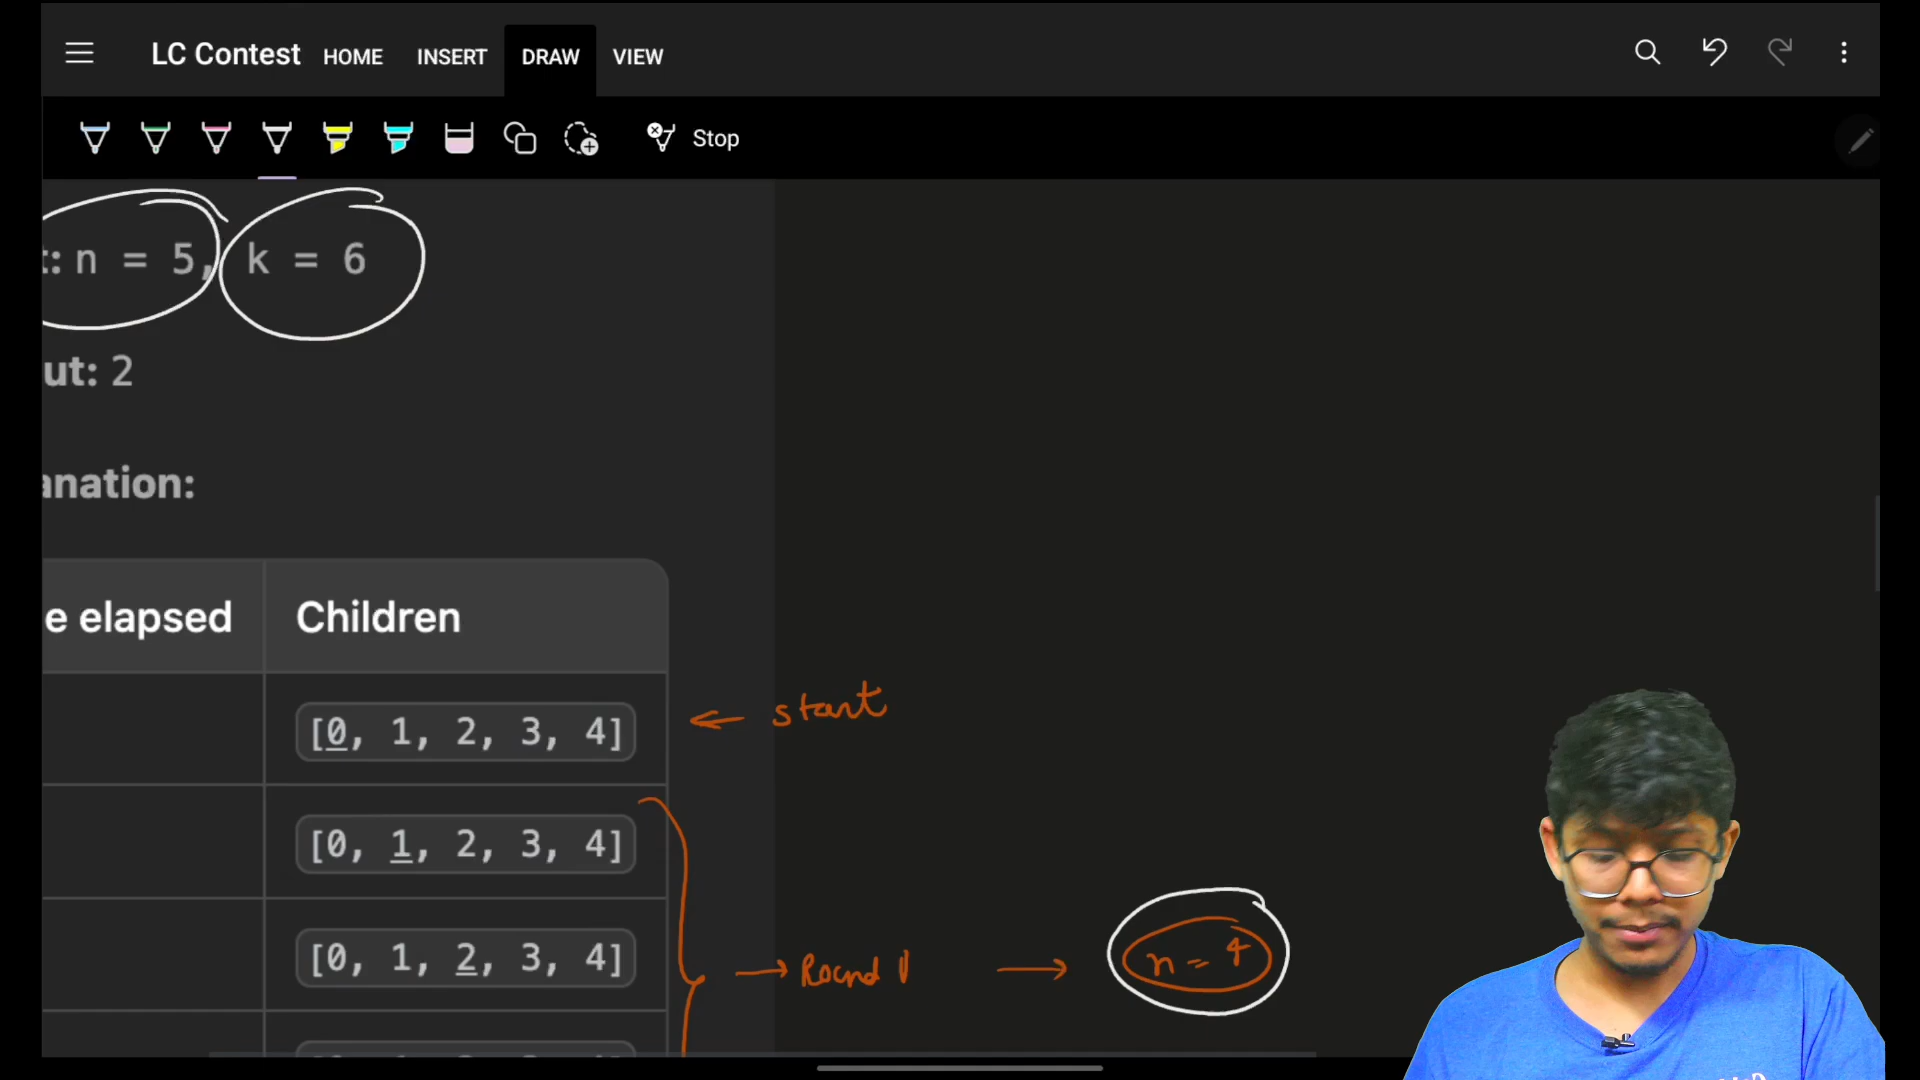 LC Contest HOME INSERT DRAW VIEW
Stop
t: n = 5, k = 6
ut: 2
anation:
e elapsed Children
[0, 1, 2, 3, 4] ← start
[0, 1, 2, 3, 4]
[0, 1, 2, 3, 4]
→ Round 1 → n = 4